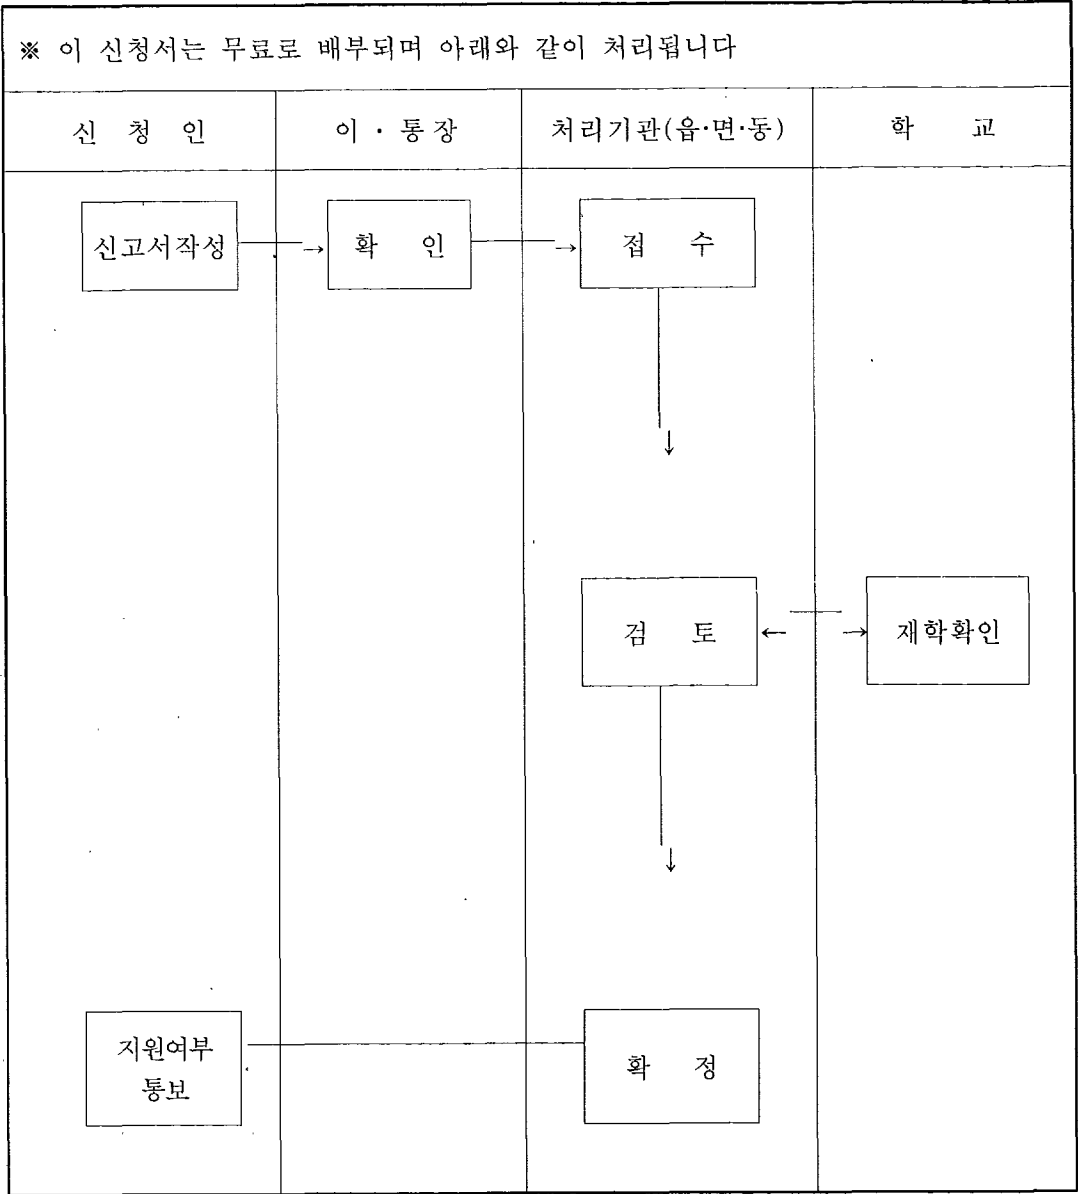 ※ 이 신청서는 무료로 배부되며 아래와 같이 처리됩니다
신 청 인 이·통장 처리기관(읍·면·동) 학 교
신고서작성 → 확 인 → 접 수
↓
검 토 ← → 재학확인
↓
지원여부
통보
확 정